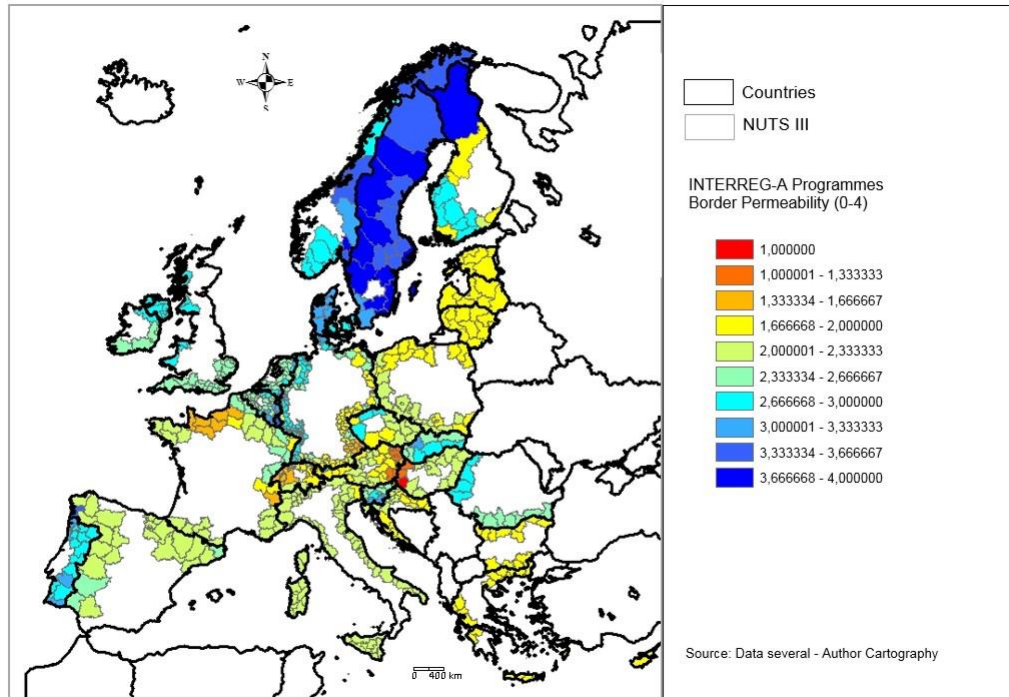 N
W E
S
0 400 km
Countries
NUTS III
INTERREG-A Programmes
Border Permeability (0-4)
1,000000
1,000001 - 1,333333
1,333334 - 1,666667
1,666668 - 2,000000
2,000001 - 2,333333
2,333334 - 2,666667
2,666668 - 3,000000
3,000001 - 3,333333
3,333334 - 3,666667
3,666668 - 4,000000
Source: Data several - Author Cartography